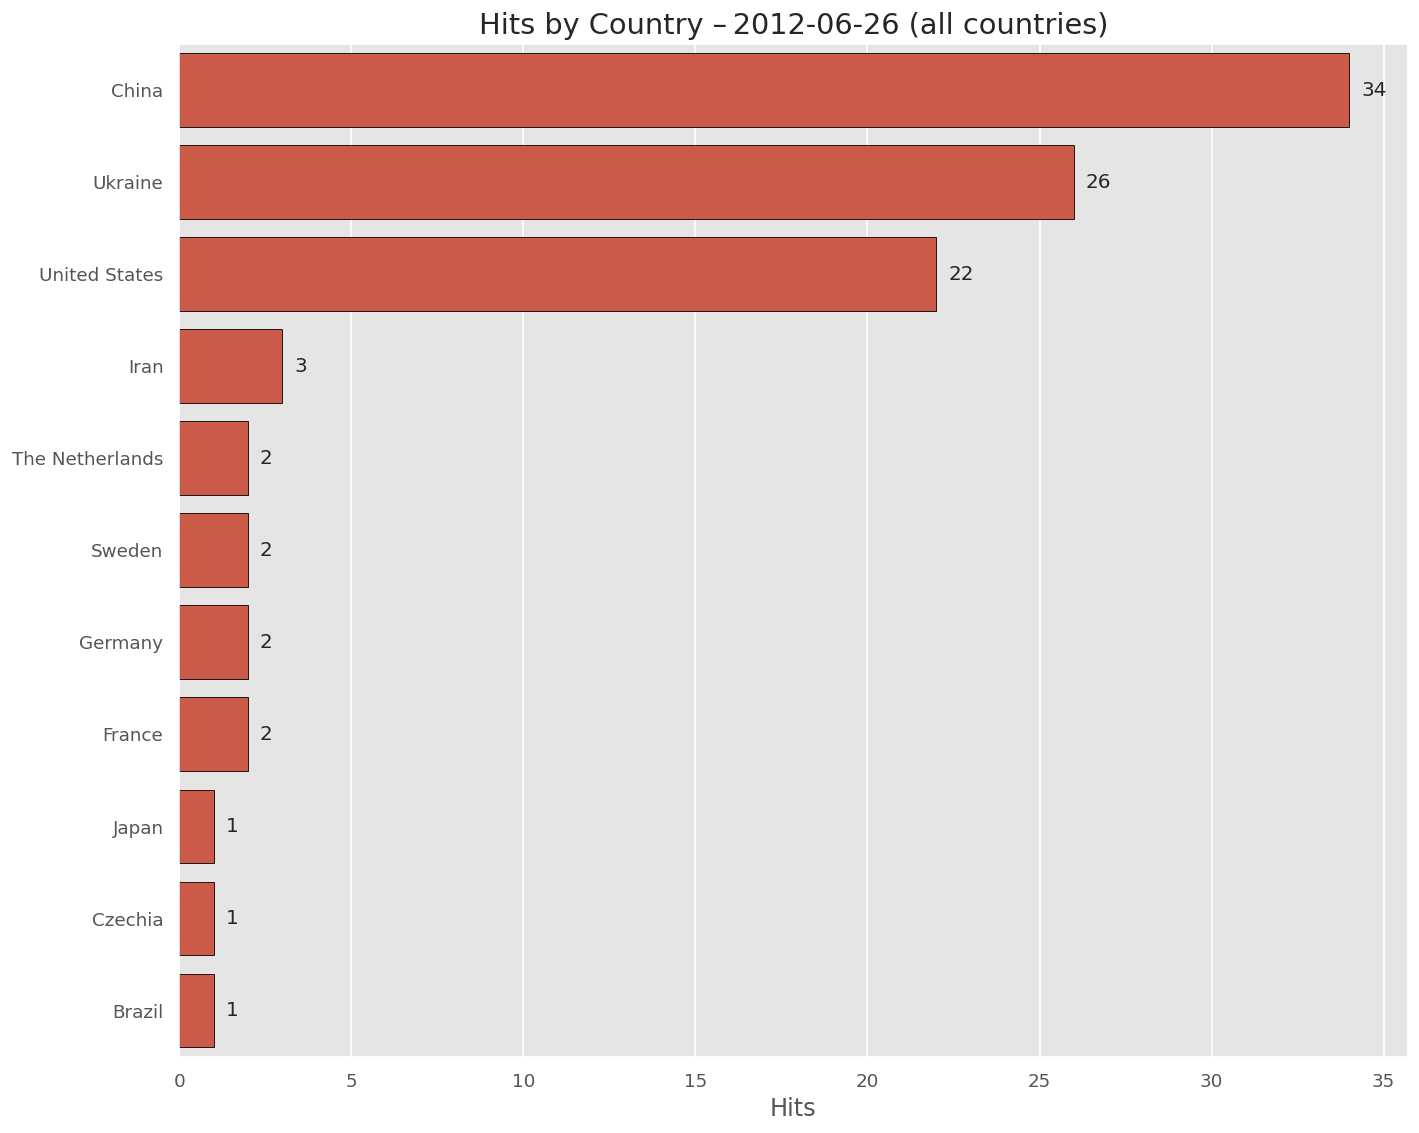 Hits by Country – 2012-06-26 (all countries)
China 34
Ukraine 26
United States 22
Iran 3
The Netherlands 2
Sweden 2
Germany 2
France 2
Japan 1
Czechia 1
Brazil 1
0 5 10 15 20 25 30 35
Hits